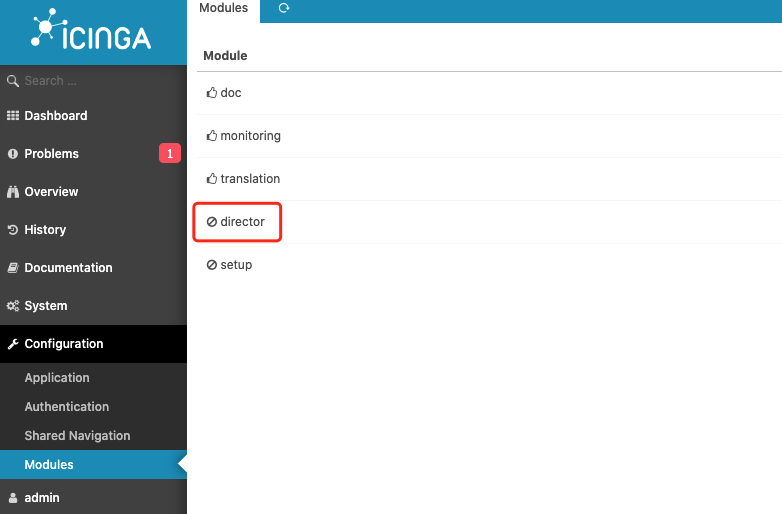 ICINGA
Search ...
Dashboard
Problems
1
Overview
History
Documentation
System
Configuration
Application
Authentication
Shared Navigation
Modules
admin
Modules
Module
doc
monitoring
translation
director
setup